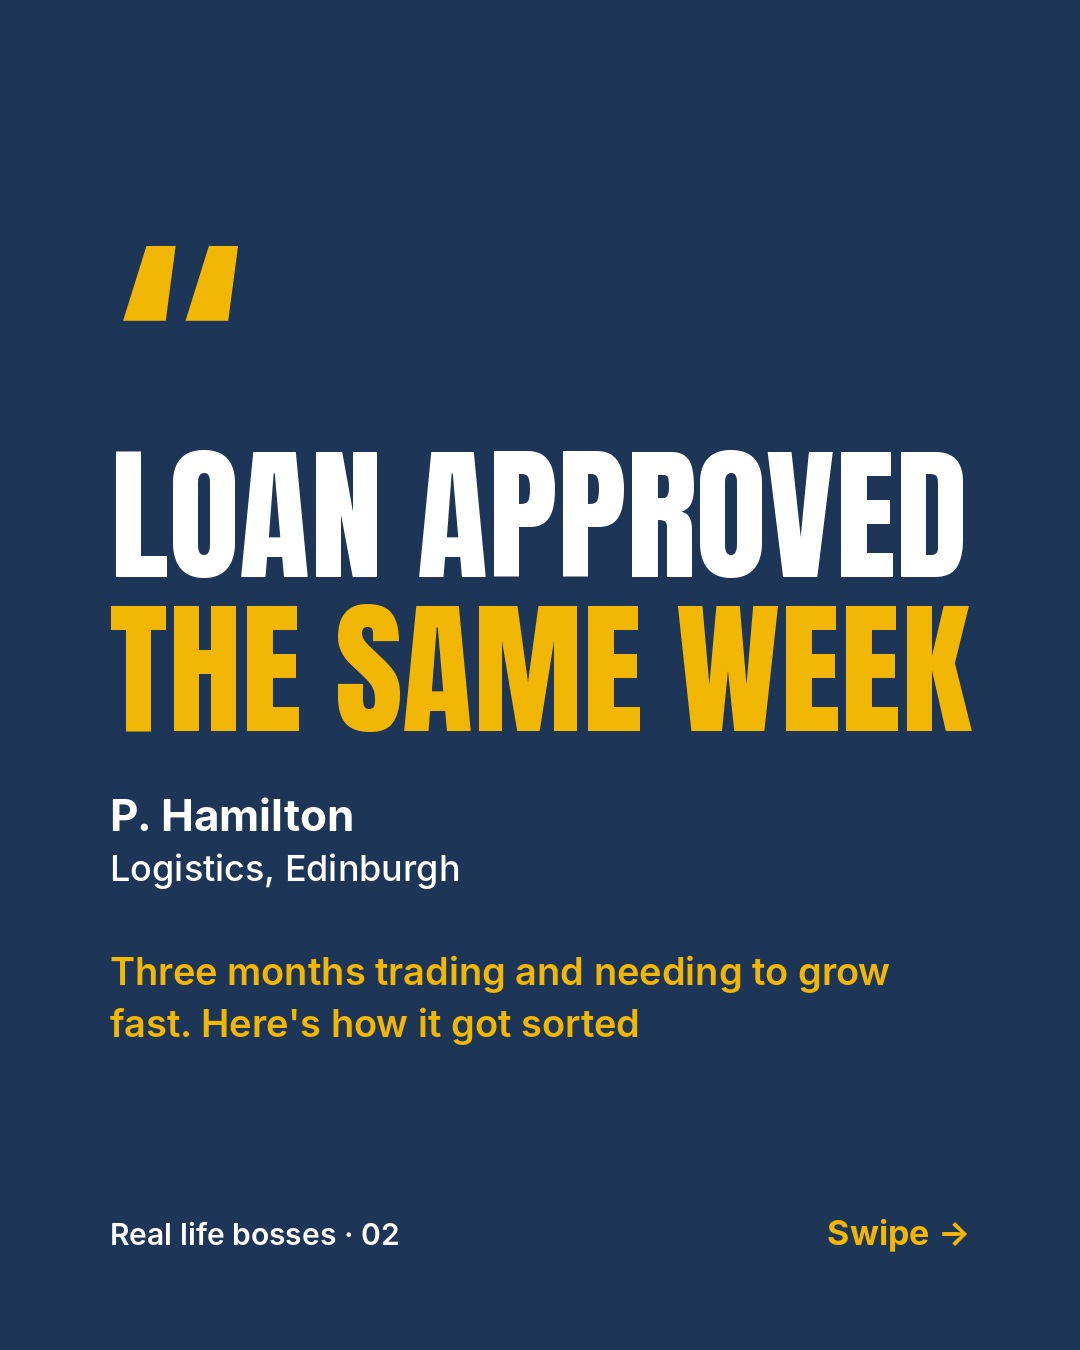 “
LOAN APPROVED
THE SAME WEEK
P. Hamilton
Logistics, Edinburgh
Three months trading and needing to grow
fast. Here's how it got sorted
Real life bosses · 02
Swipe →